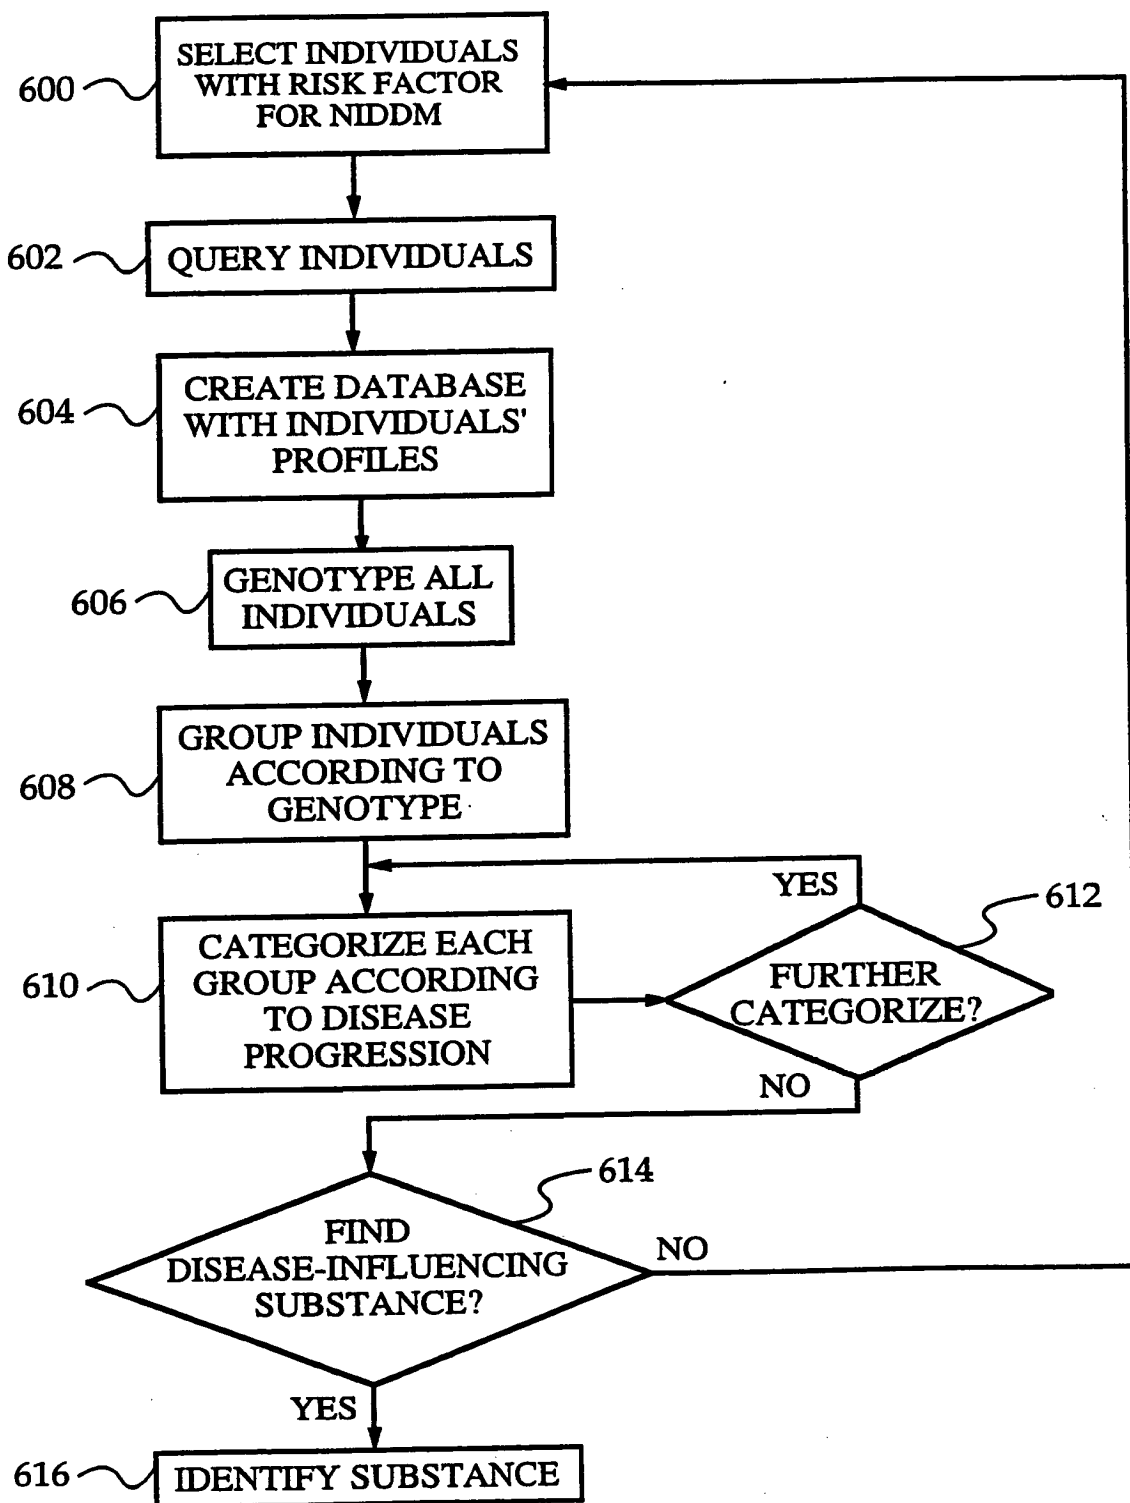 SELECT INDIVIDUALS
WITH RISK FACTOR
FOR NIDDM
600
602
QUERY INDIVIDUALS
604
CREATE DATABASE
WITH INDIVIDUALS'
PROFILES
606
GENOTYPE ALL
INDIVIDUALS
608
GROUP INDIVIDUALS
ACCORDING TO
GENOTYPE
YES
612
610
CATEGORIZE EACH
GROUP ACCORDING
TO DISEASE
PROGRESSION
FURTHER
CATEGORIZE?
NO
614
FIND
DISEASE-INFLUENCING
SUBSTANCE?
NO
YES
616
IDENTIFY SUBSTANCE